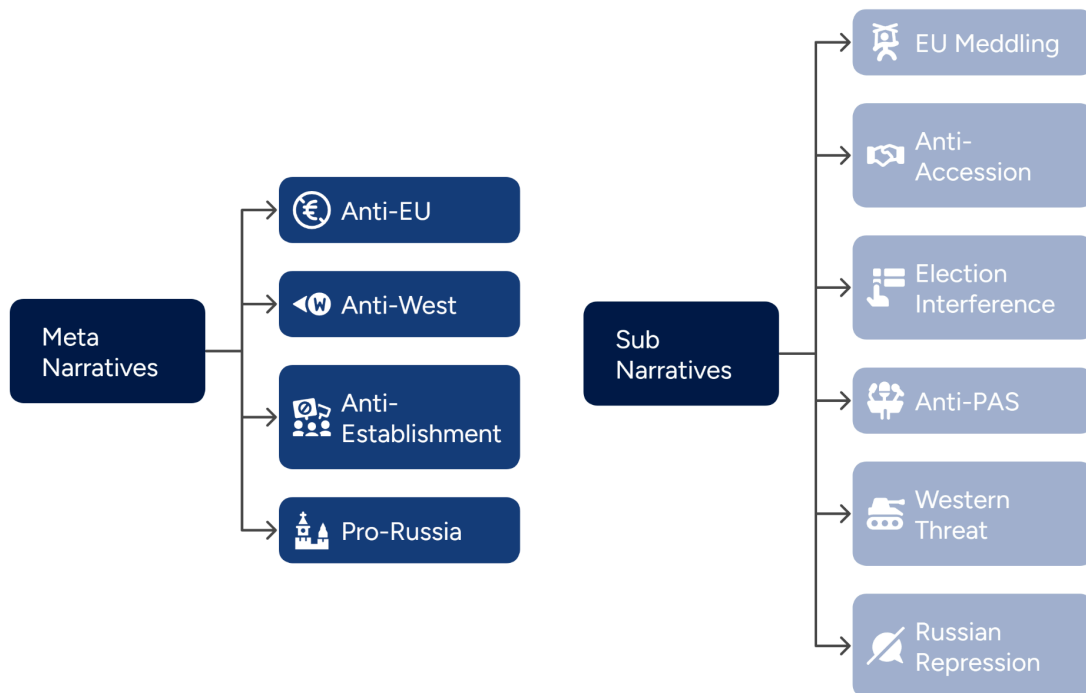 Meta
Narratives
Anti-EU
Anti-West
Anti-
Establishment
Pro-Russia
Sub
Narratives
EU Meddling
Anti-
Accession
Election
Interference
Anti-PAS
Western
Threat
Russian
Repression